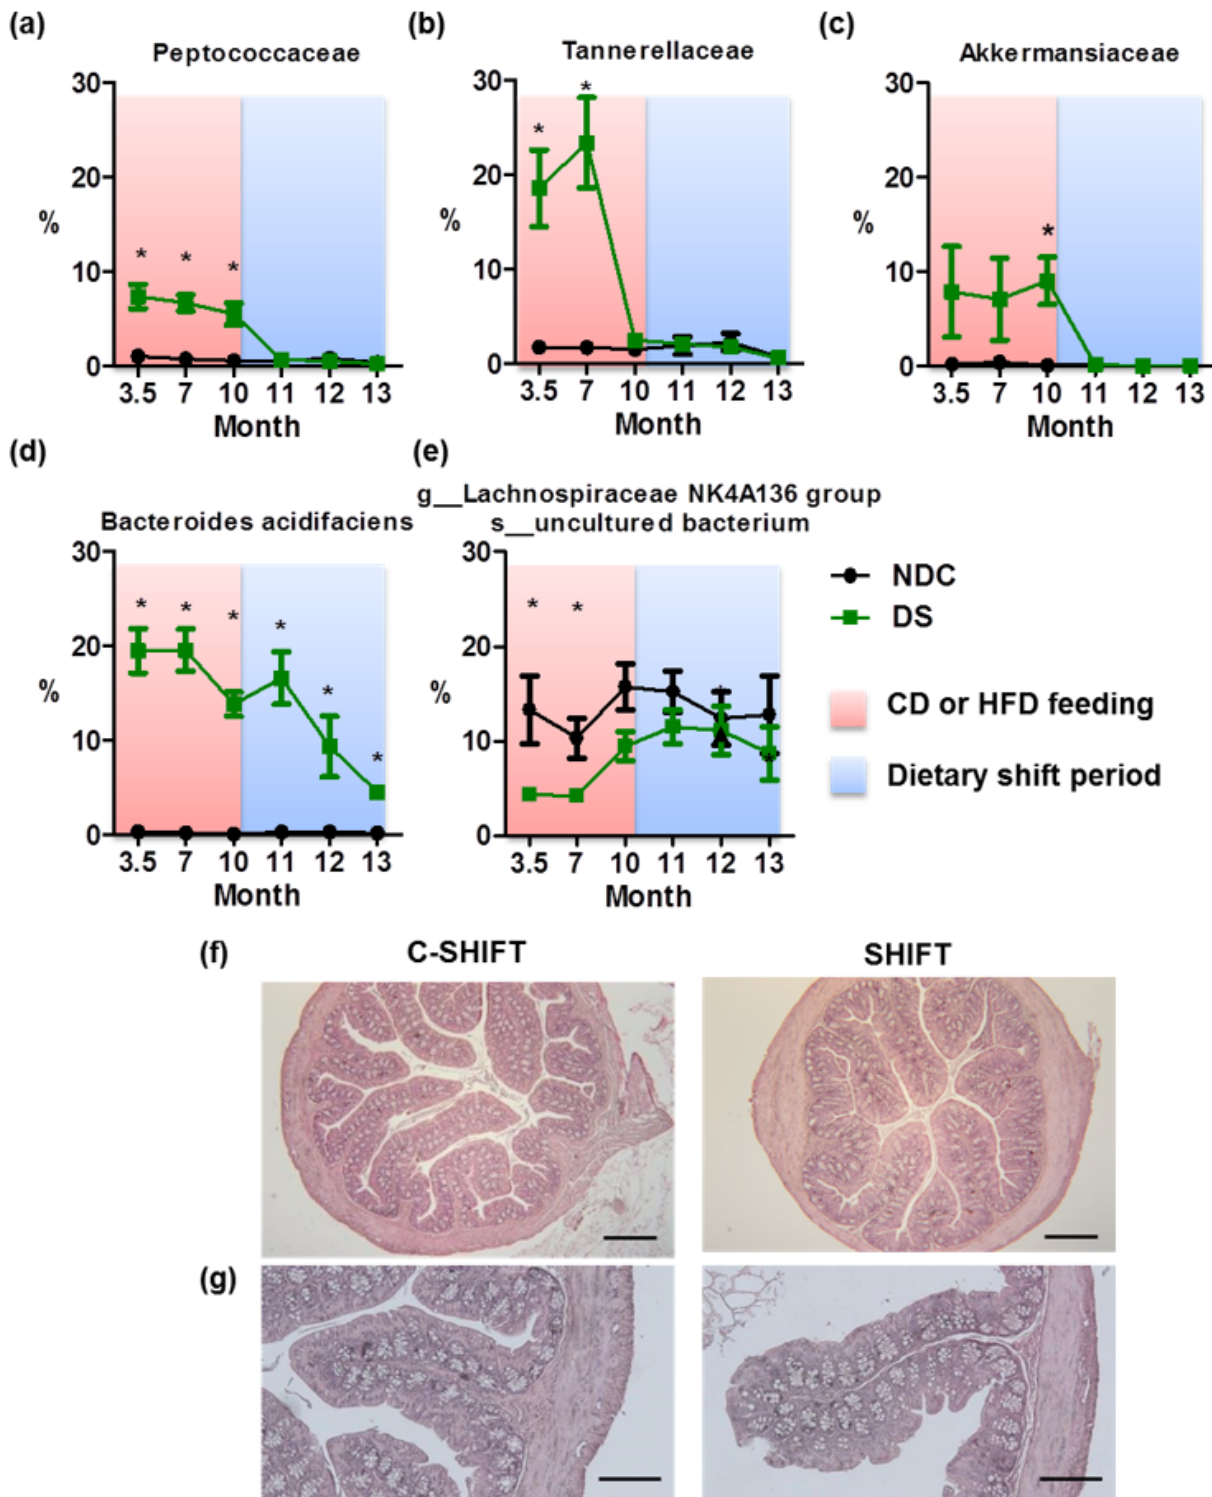 (a)
Peptococcaceae
30
20
%
10
0
* * *
3.5 7 10 11 12 13
Month
(b)
Tannerellaceae
30
20
%
10
0
* *
3.5 7 10 11 12 13
Month
(c)
Akkermansiaceae
30
20
%
10
0
*
3.5 7 10 11 12 13
Month
(d)
Bacteroides acidifaciens
30
20
%
10
0
* * * * * *
3.5 7 10 11 12 13
Month
(e)
g__Lachnospiraceae NK4A136 group
s__uncultured bacterium
30
20
%
10
0
* *
3.5 7 10 11 12 13
Month
NDC
DS
CD or HFD feeding
Dietary shift period
(f)
C-SHIFT
SHIFT
(g)